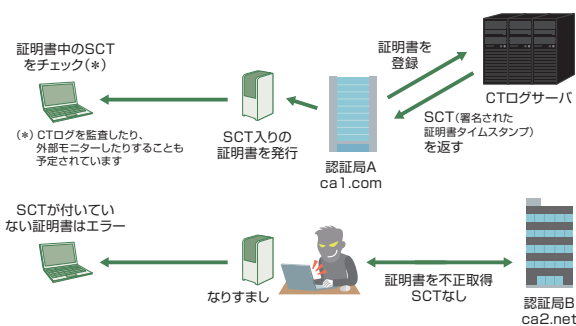 証明書中のSCT
をチェック(*)
(*) CTログを監査したり、
外部モニターしたりすることも
予定されています
SCT入りの
証明書を発行
認証局A
ca1.com
証明書を
登録
CTログサーバ
SCT(署名された
証明書タイムスタンプ)
を返す
SCTが付いてい
ない証明書はエラー
なりすまし
証明書を不正取得
SCTなし
認証局B
ca2.net